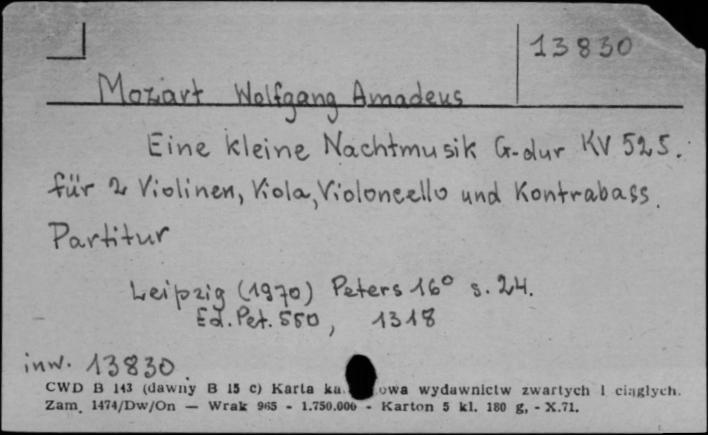 13830
Mozart Wolfgang Amadeus
Eine kleine Nachtmusik G-dur KV 525.
für 2 Violinen, Viola, Violoncello und Kontrabass.
Partitur
Leipzig (1970) Peters 16° s. 24.
Ed. Pet. 550, 1318
inw. 13830
CWD B 143 (dawny B 15 c) Karta wydawnictw zwartych i ciągłych.
Zam. 1474/Dw/On — Wrak 965 - 1.750.000 - Karton 5 kl. 180 g. - X.71.